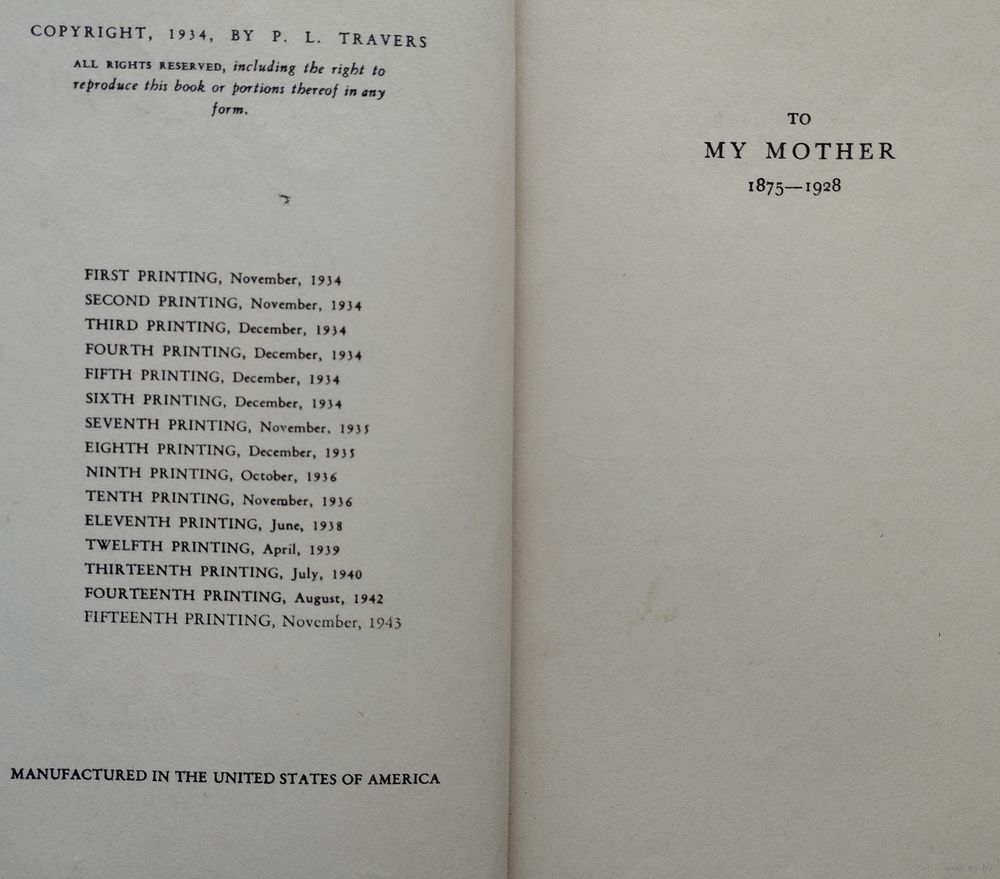 COPYRIGHT, 1934, BY P. L. TRAVERS
ALL RIGHTS RESERVED, including the right to
reproduce this book or portions thereof in any
form.
FIRST PRINTING, November, 1934
SECOND PRINTING, November, 1934
THIRD PRINTING, December, 1934
FOURTH PRINTING, December, 1934
FIFTH PRINTING, December, 1934
SIXTH PRINTING, December, 1934
SEVENTH PRINTING, November, 1935
EIGHTH PRINTING, December, 1935
NINTH PRINTING, October, 1936
TENTH PRINTING, November, 1936
ELEVENTH PRINTING, June, 1938
TWELFTH PRINTING, April, 1939
THIRTEENTH PRINTING, July, 1940
FOURTEENTH PRINTING, August, 1942
FIFTEENTH PRINTING, November, 1943
MANUFACTURED IN THE UNITED STATES OF AMERICA
TO
MY MOTHER
1875—1928